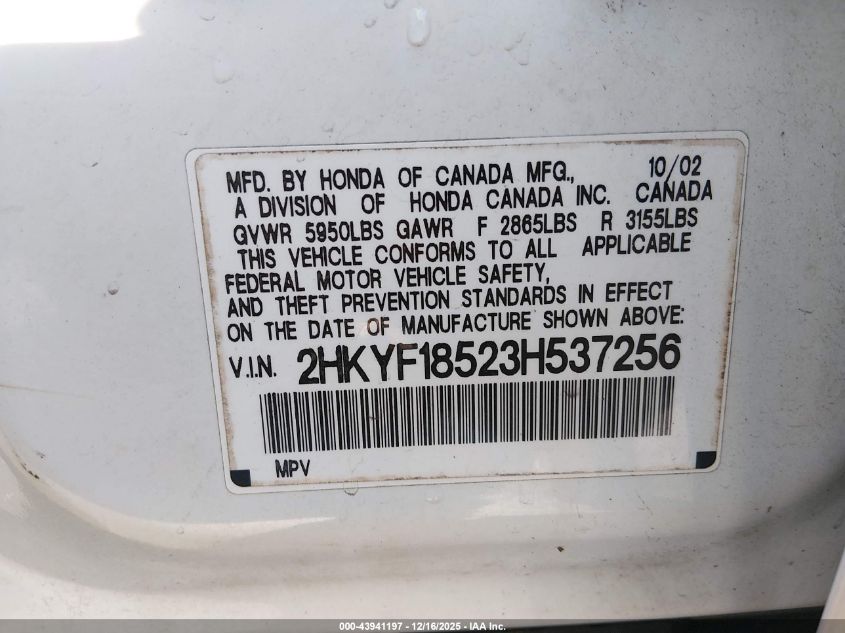 MFD. BY HONDA OF CANADA MFG., 10/02
A DIVISION OF HONDA CANADA INC. CANADA
GVWR 5950LBS GAWR F 2865LBS R 3155LBS
THIS VEHICLE CONFORMS TO ALL APPLICABLE
FEDERAL MOTOR VEHICLE SAFETY,
AND THEFT PREVENTION STANDARDS IN EFFECT
ON THE DATE OF MANUFACTURE SHOWN ABOVE:
V.I.N. 2HKYF18523H537256
MPV
000-43941197 - 12/16/2025 - IAA Inc.